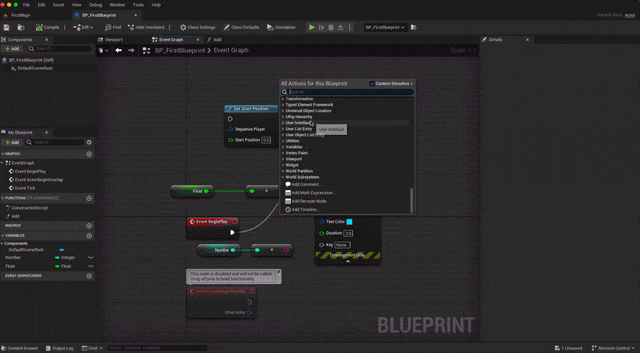 File Edit Asset View Debug Window Tools Help
FirstMap
BP_FirstBlueprint
Compile
Diff
Find
Hide Unrelated
Class Settings
Class Defaults
Simulation
BP_FirstBlueprint
Components
Add
Search
BP_FirstBlueprint (Self)
DefaultSceneRoot
Viewport
Event Graph
Add
BP_FirstBlueprint > Event Graph
Details
All Actions for this Blueprint
Context Sensitive
Search
Transformation
Typed Element Framework
Universal Object Locators
URig Hierarchy
User Interface
User List Entry
User Object List Entry
User Interface
Utilities
Variables
Vertex Paint
Viewport
Widget
World Partition
World Subsystems
Add Comment...
Add Math Expression...
Add Reroute Node...
Add Timeline...
Set Start Position
Sequence Player
Start Position 0.0
My Blueprint
Add
Search
GRAPHS
EventGraph
Event BeginPlay
Event ActorBeginOverlap
Event Tick
FUNCTIONS
ConstructionScript
Add
MACROS
VARIABLES
Components
DefaultSceneRoot
Number Integer
Float Float
EVENT DISPATCHERS
Float
Event BeginPlay
Number
Text Color
Duration 2.0
Key None
Development Only
This node is disabled and will not be called.
Drag off pins to build functionality.
Event ActorBeginOverlap
Other Actor
BLUEPRINT
Content Drawer
Output Log
Cmd
1 Unsaved
Revision Control